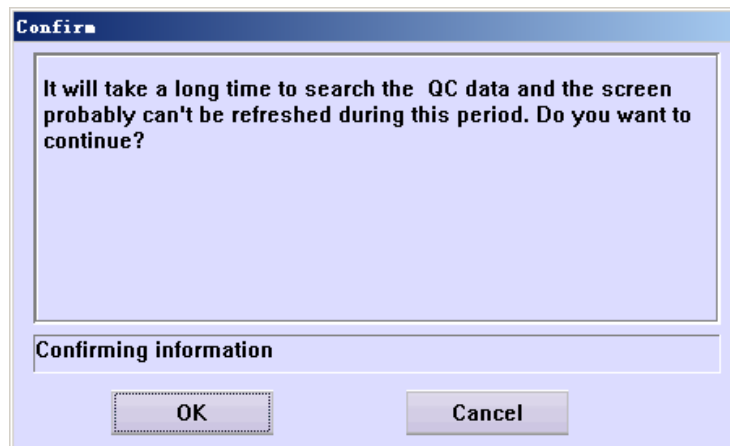 Confirm
It will take a long time to search the  QC data and the screen
probably can't be refreshed during this period. Do you want to
continue?
Confirming information
OK
Cancel